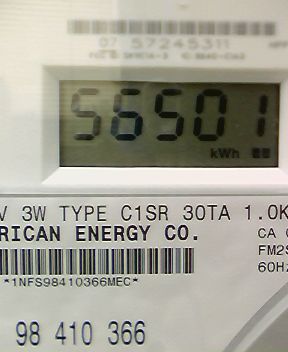 07 57245311
56501
kWh
V 3W TYPE C1SR 30TA 1.0K
RICAN ENERGY CO.
CA
FM2S
60Hz
*1NFS98410366MEC*
98 410 366